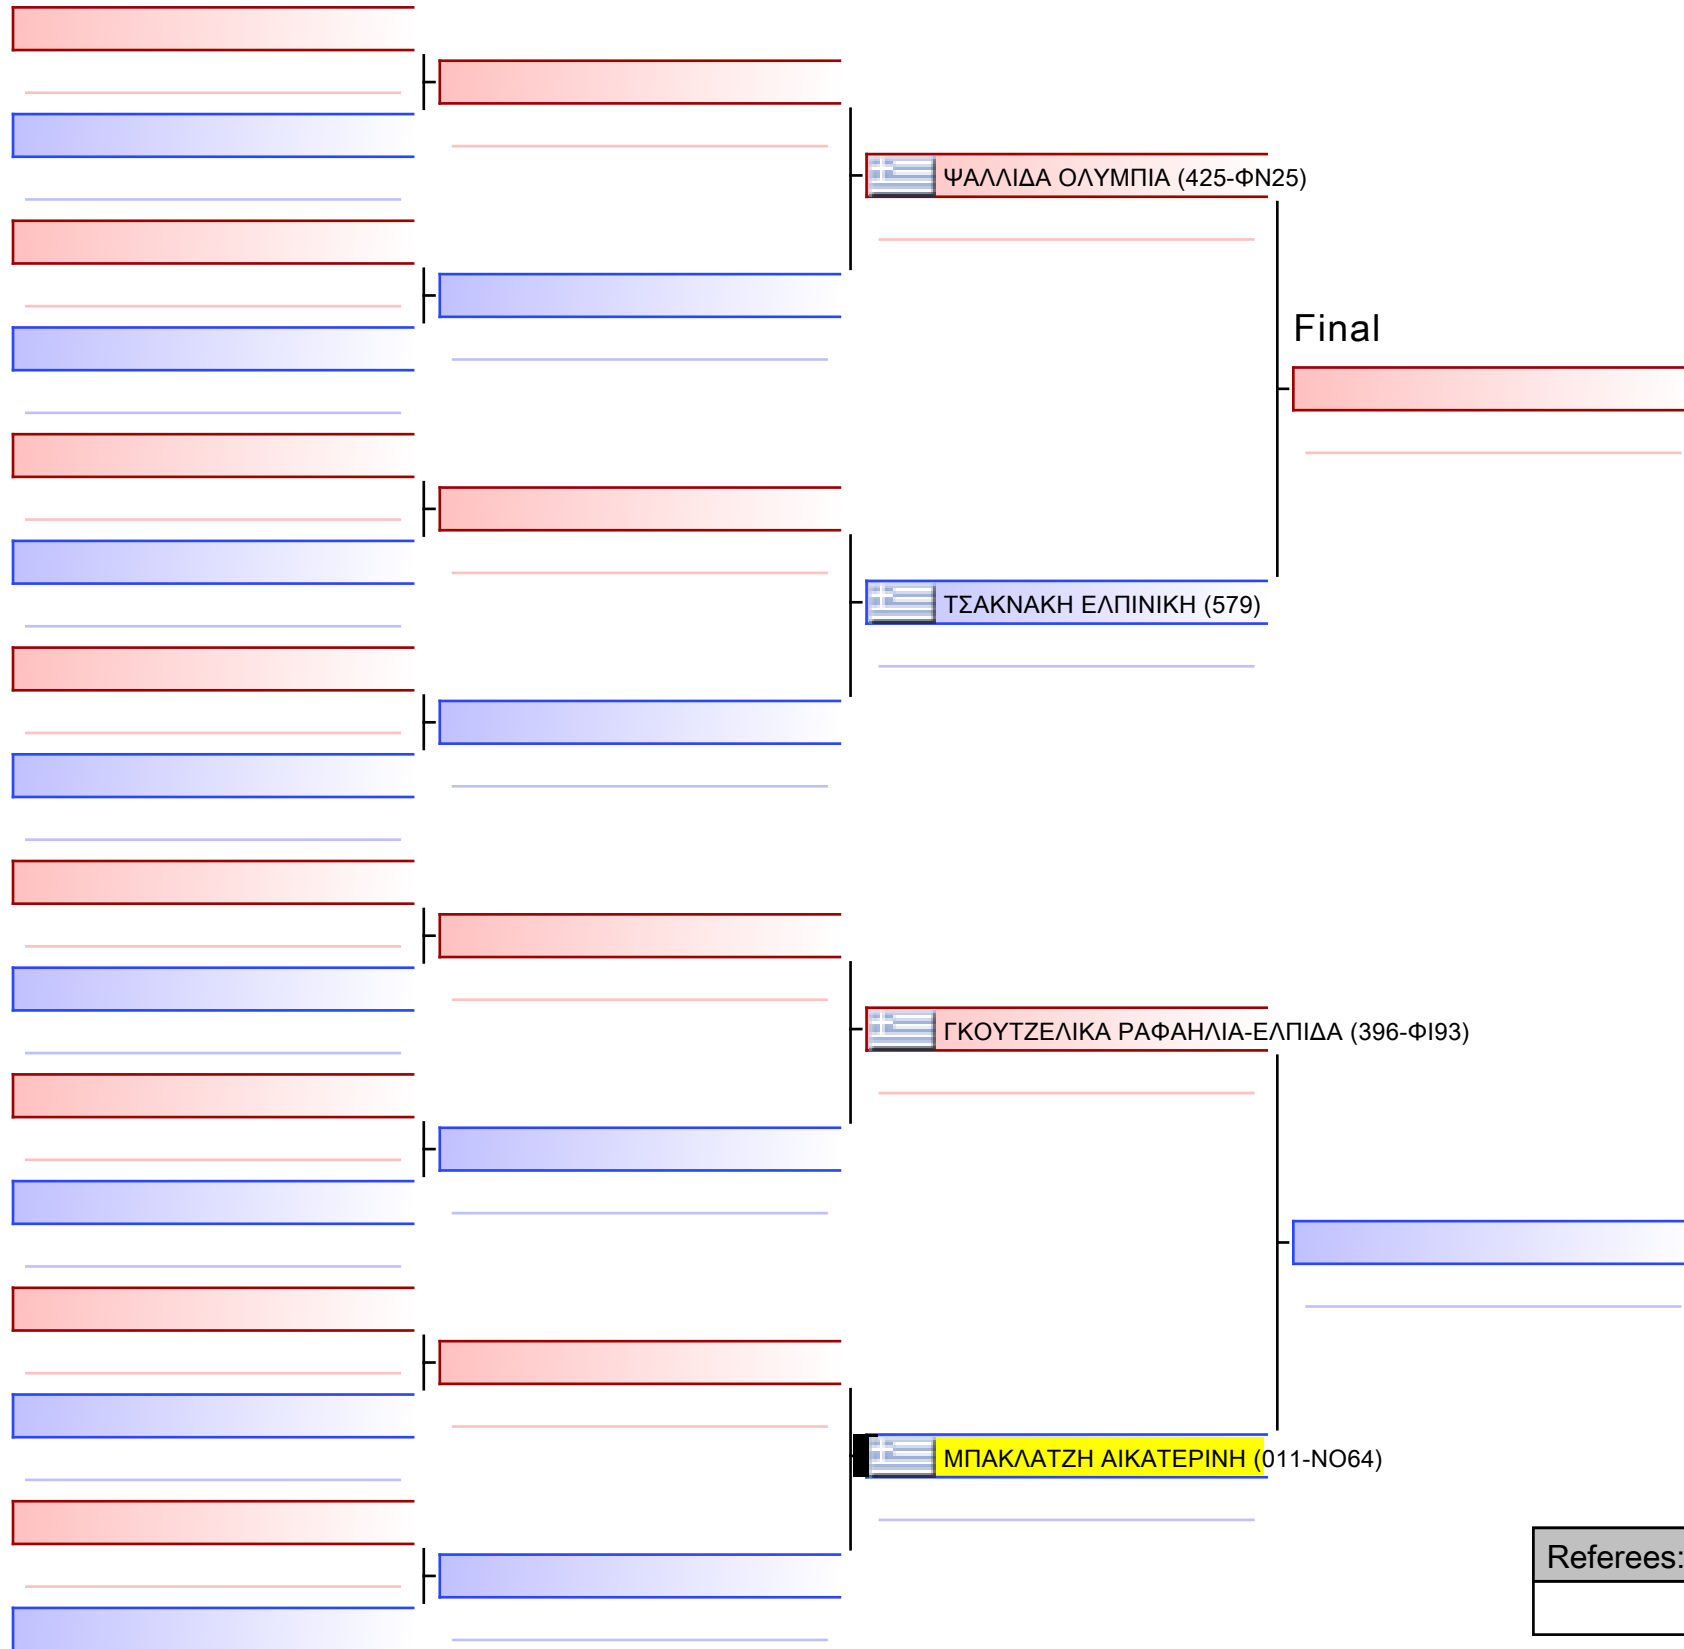 ΨΑΛΛΙΔΑ ΟΛΥΜΠΙΑ (425-ΦΝ25)
Final
ΤΣΑΚΝΑΚΗ ΕΛΠΙΝΙΚΗ (579)
ΓΚΟΥΤΖΕΛΙΚΑ ΡΑΦΑΗΛΙΑ-ΕΛΠΙΔΑ (396-ΦΙ93)
ΜΠΑΚΛΑΤΖΗ ΑΙΚΑΤΕΡΙΝΗ (011-ΝΟ64)
Referees: